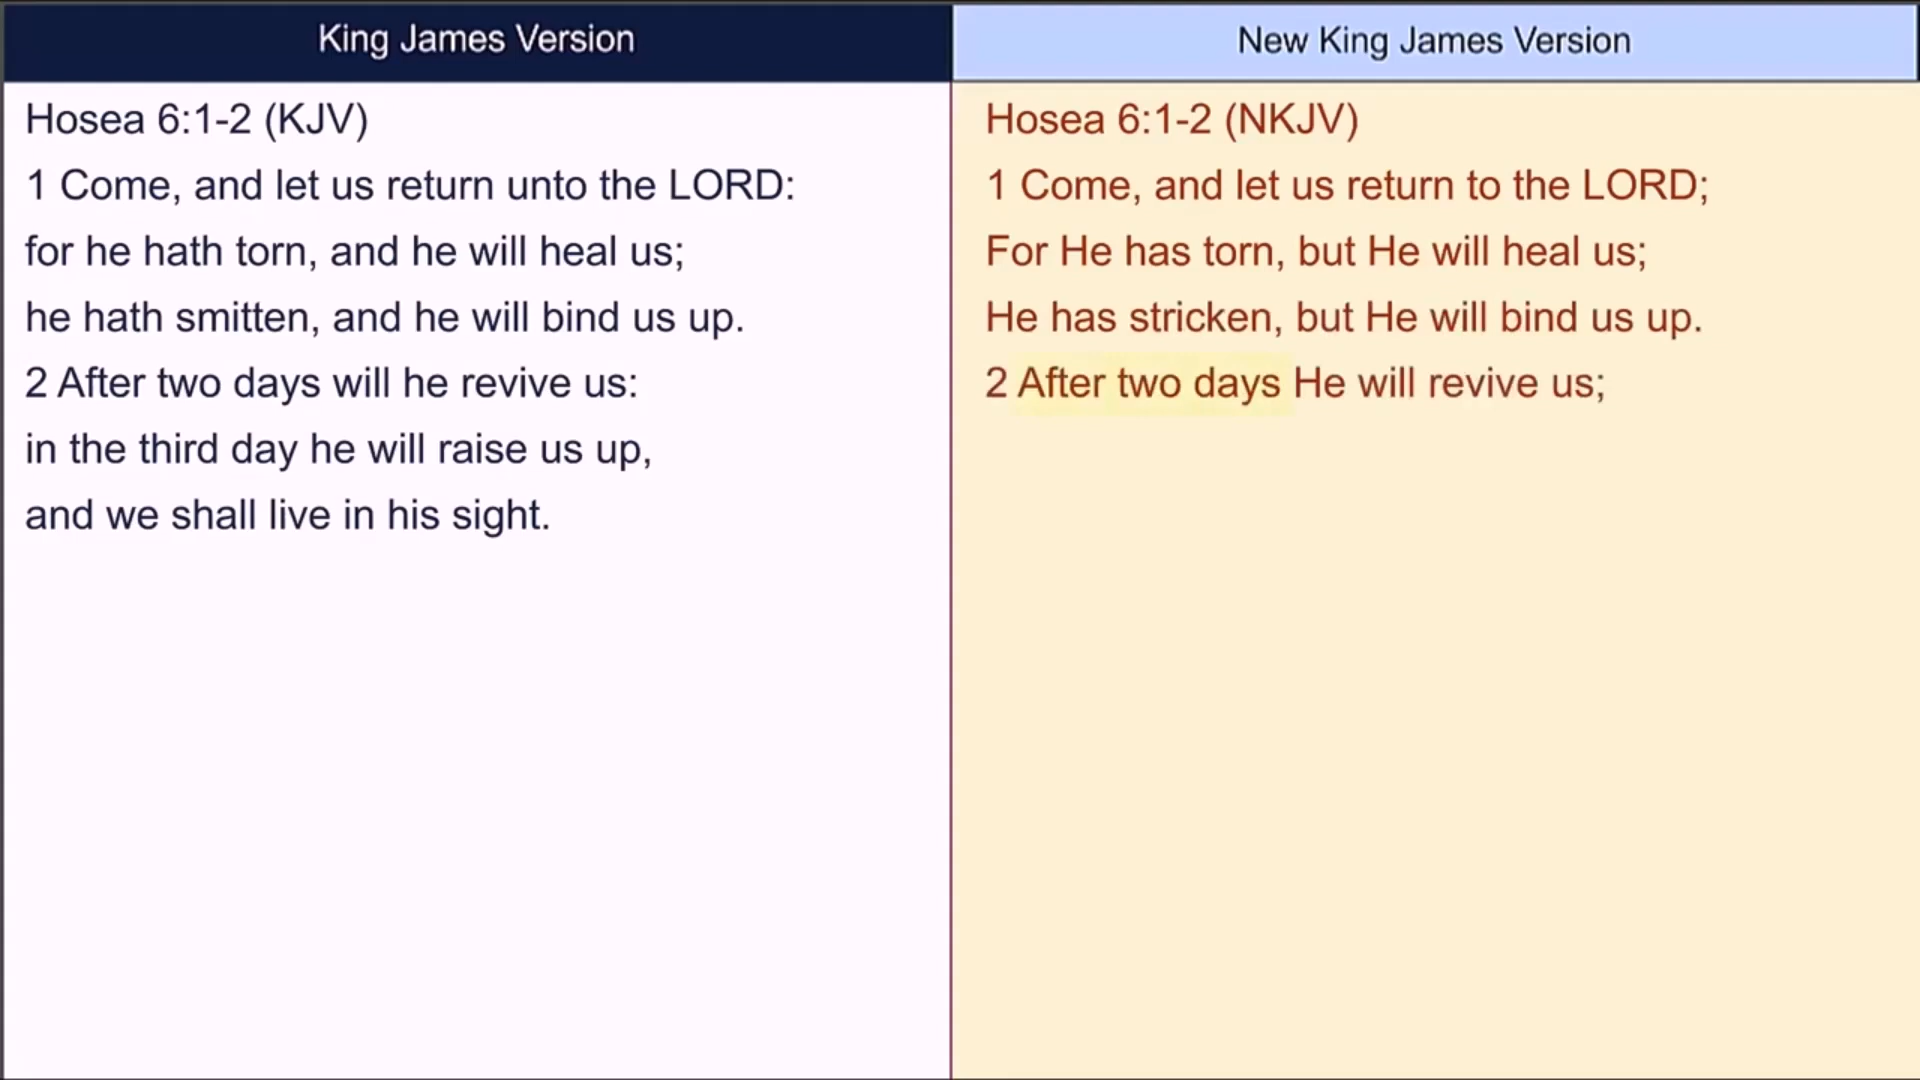 King James Version
Hosea 6:1-2 (KJV)
1 Come, and let us return unto the LORD:
for he hath torn, and he will heal us;
he hath smitten, and he will bind us up.
2 After two days will he revive us:
in the third day he will raise us up,
and we shall live in his sight.
New King James Version
Hosea 6:1-2 (NKJV)
1 Come, and let us return to the LORD;
For He has torn, but He will heal us;
He has stricken, but He will bind us up.
2 After two days He will revive us;